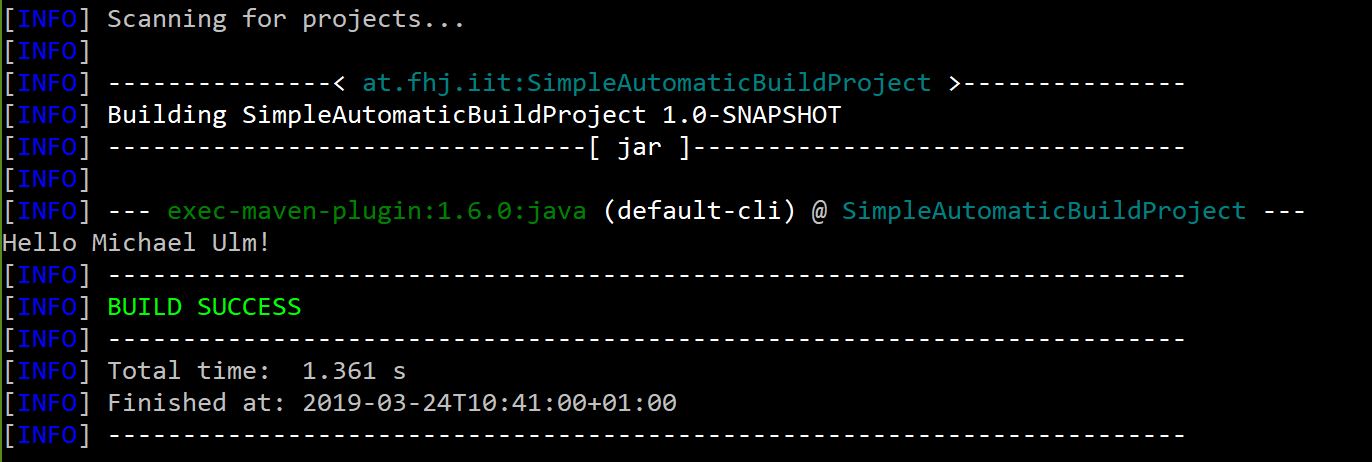 [INFO] Scanning for projects...
[INFO]
[INFO] ---------------< at.fhj.iit:SimpleAutomaticBuildProject >---------------
[INFO] Building SimpleAutomaticBuildProject 1.0-SNAPSHOT
[INFO] --------------------------------[ jar ]---------------------------------
[INFO]
[INFO] --- exec-maven-plugin:1.6.0:java (default-cli) @ SimpleAutomaticBuildProject ---
Hello Michael Ulm!
[INFO] ------------------------------------------------------------------------
[INFO] BUILD SUCCESS
[INFO] ------------------------------------------------------------------------
[INFO] Total time:  1.361 s
[INFO] Finished at: 2019-03-24T10:41:00+01:00
[INFO] ------------------------------------------------------------------------